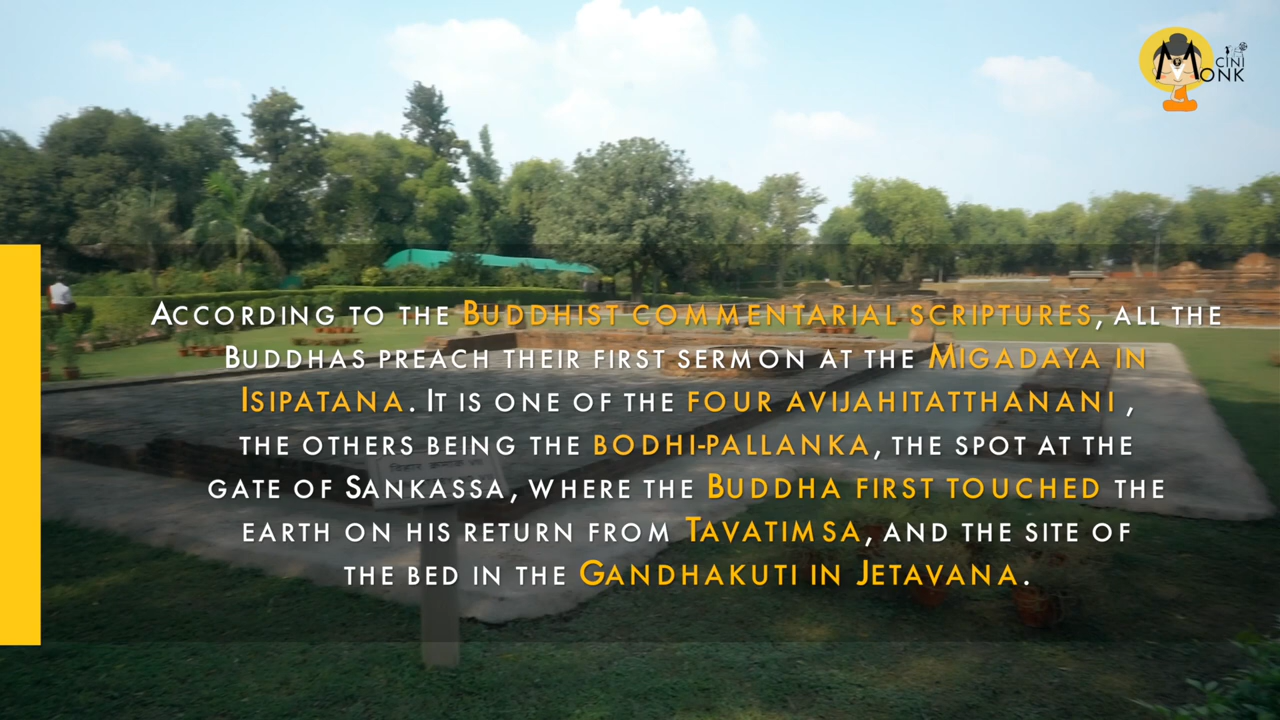 CINI
MONK
According to the Buddhist commentarial scriptures, all the
Buddhas preach their first sermon at the Migadaya in
Isipatana. It is one of the four avijahitatthanani ,
the others being the bodhi-pallanka, the spot at the
gate of Sankassa, where the Buddha first touched the
earth on his return from Tavatimsa, and the site of
the bed in the Gandhakuti in Jetavana.